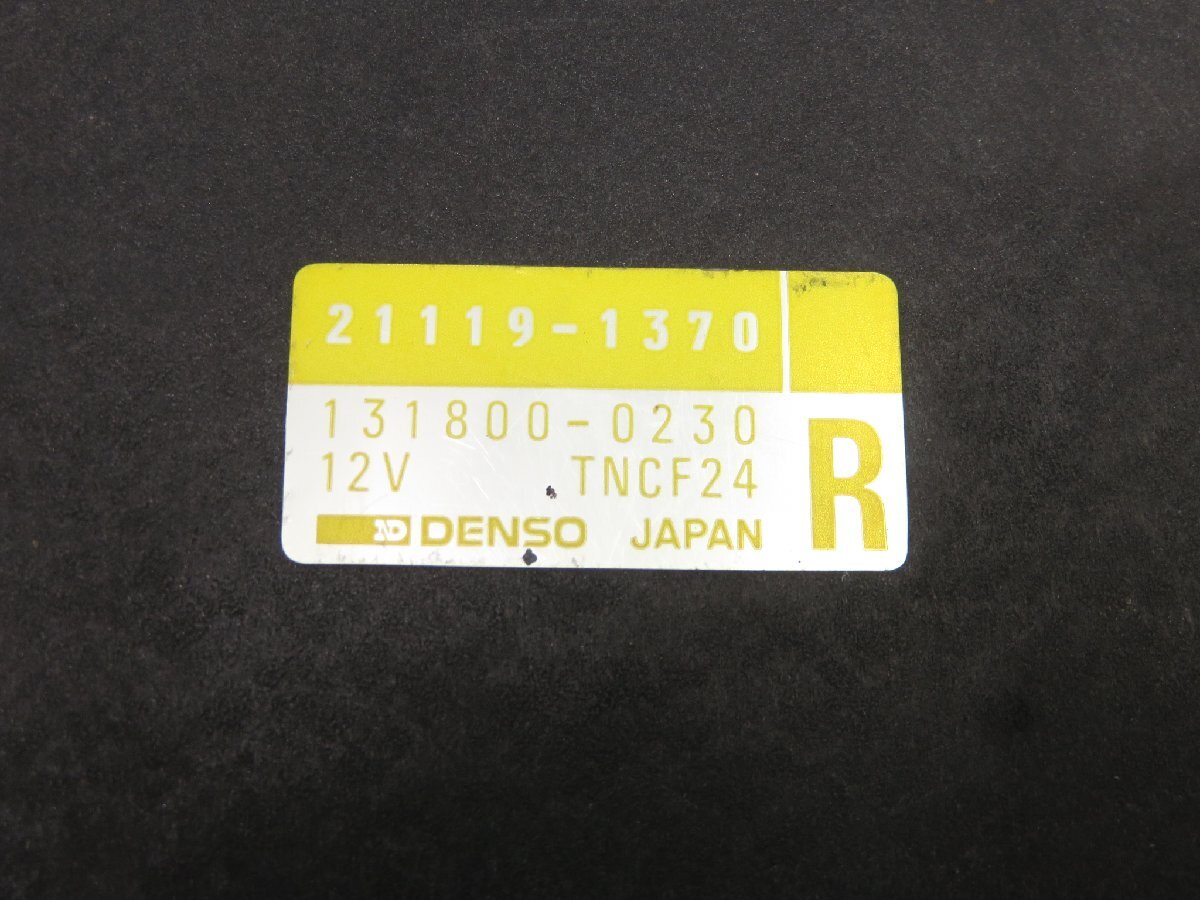 21119-1370
131800-0230
12V TNCF24
ND DENSO JAPAN
R